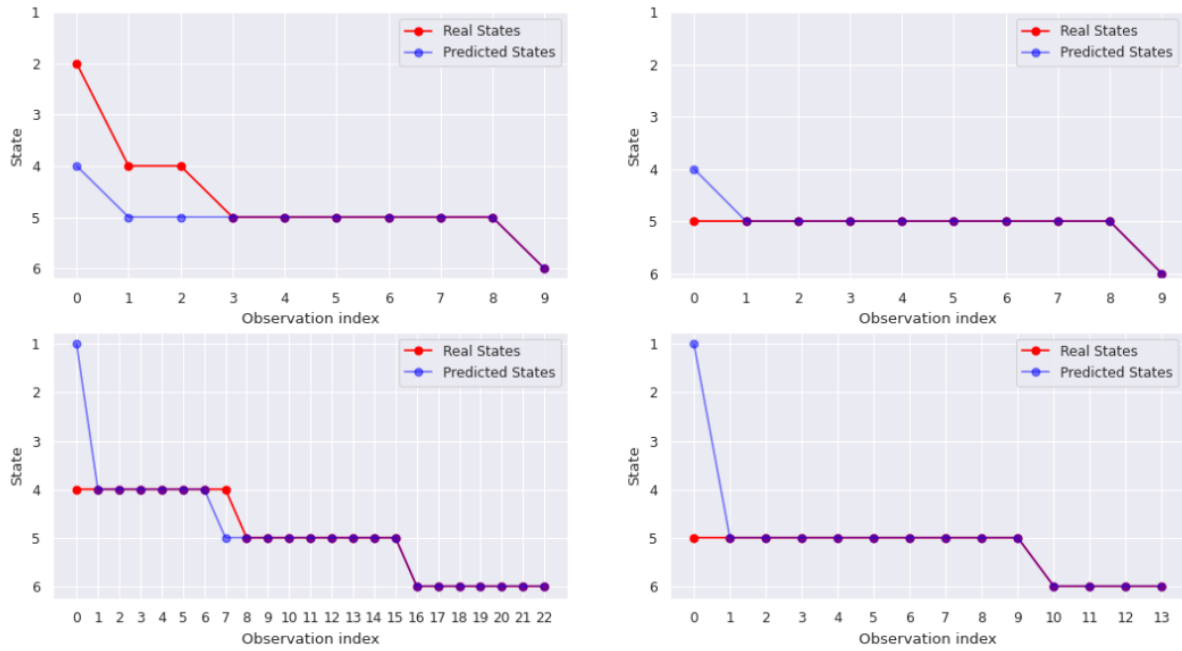 1
2
3
4
5
6
State
0 1 2 3 4 5 6 7 8 9
Observation index
Real States
Predicted States
1
2
3
4
5
6
State
0 1 2 3 4 5 6 7 8 9
Observation index
Real States
Predicted States
1
2
3
4
5
6
State
0 1 2 3 4 5 6 7 8 9 10 11 12 13 14 15 16 17 18 19 20 21 22
Observation index
Real States
Predicted States
1
2
3
4
5
6
State
0 1 2 3 4 5 6 7 8 9 10 11 12 13
Observation index
Real States
Predicted States